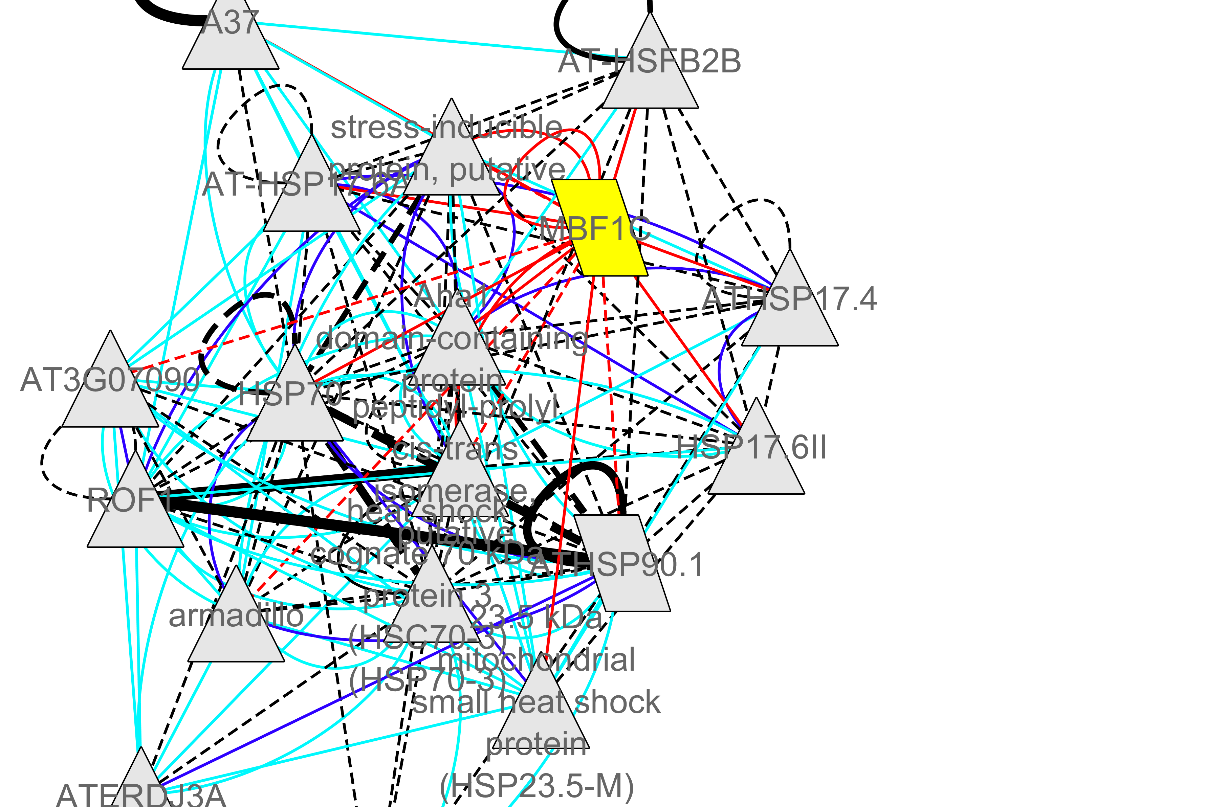 A37
AT-HSFB2B
stress-inducible
protein, putative
AT-HSP17.6A
MBF1C
Aha1
domain-containing
protein
ATHSP17.4
AT3G07090
HSP70
peptidyl-prolyl
cis-trans
isomerase,
putative
HSP17.6II
ROF1
heat shock
cognate 70 kDa
protein 3
(HSC70-3)
(HSP70-3)
ATHSP90.1
armadillo
23.5 kDa
mitochondrial
small heat shock
protein
(HSP23.5-M)
ATERDJ3A